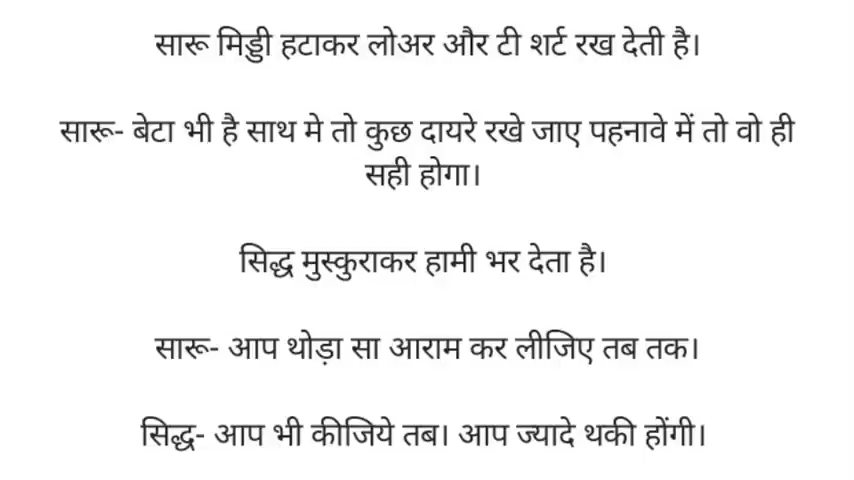 सारू मिड्डी हटाकर लोअर और टी शर्ट रख देती है।
सारू- बेटा भी है साथ मे तो कुछ दायरे रखे जाए पहनावे में तो वो ही
सही होगा।
सिद्ध मुस्कुराकर हामी भर देता है।
सारू- आप थोड़ा सा आराम कर लीजिए तब तक।
सिद्ध- आप भी कीजिये तब। आप ज्यादे थकी होंगी।